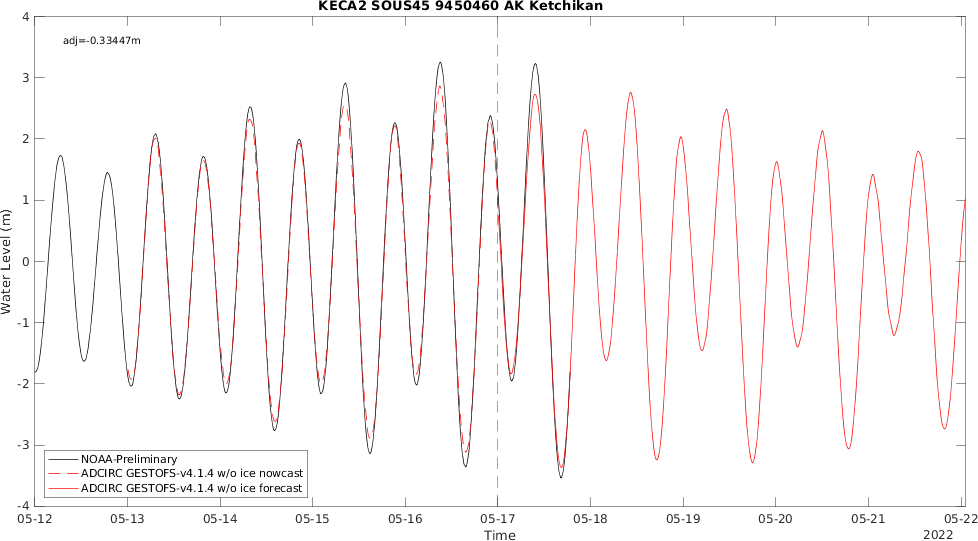 KECA2 SOUS45 9450460 AK Ketchikan
adj=-0.33447m
4
3
2
1
0
-1
-2
-3
-4
Water Level (m)
NOAA-Preliminary
ADCIRC GESTOFS-v4.1.4 w/o ice nowcast
ADCIRC GESTOFS-v4.1.4 w/o ice forecast
05-12 05-13 05-14 05-15 05-16 05-17 05-18 05-19 05-20 05-21 05-22
Time
2022